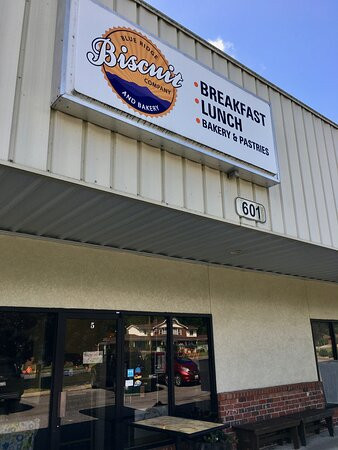 BLUE RIDGE
Biscuit
COMPANY
AND BAKERY
• BREAKFAST
• LUNCH
• BAKERY & PASTRIES
601
5